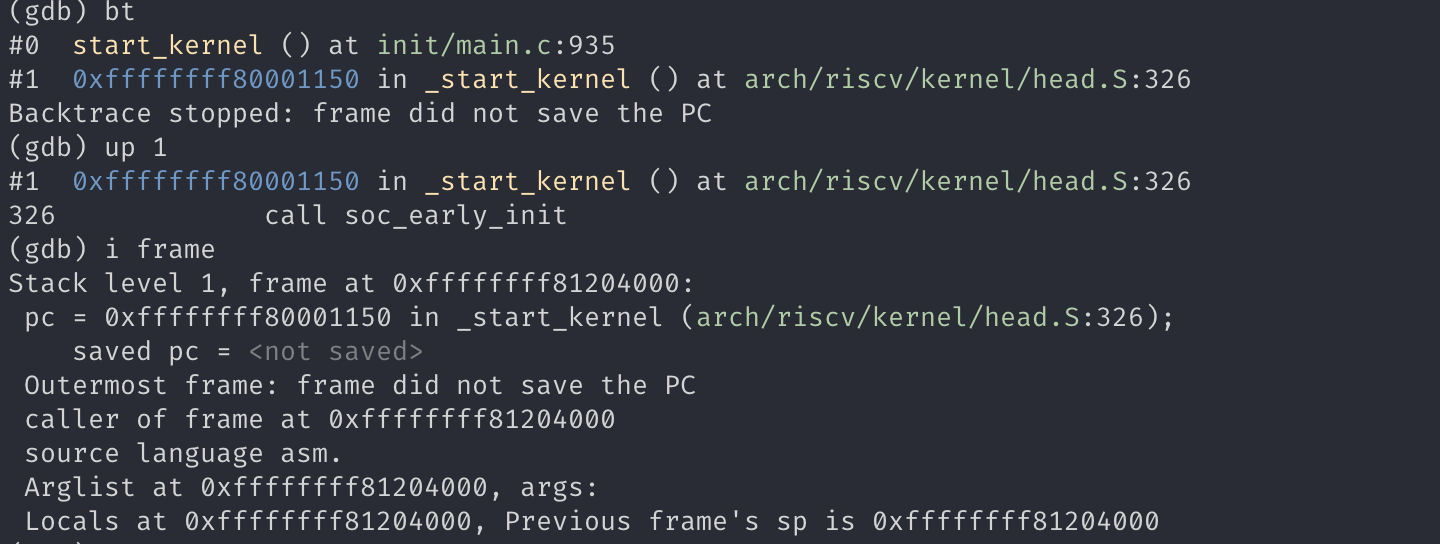 (gdb) bt
#0  start_kernel () at init/main.c:935
#1  0xffffffff80001150 in _start_kernel () at arch/riscv/kernel/head.S:326
Backtrace stopped: frame did not save the PC
(gdb) up 1
#1  0xffffffff80001150 in _start_kernel () at arch/riscv/kernel/head.S:326
326             call soc_early_init
(gdb) i frame
Stack level 1, frame at 0xffffffff81204000:
 pc = 0xffffffff80001150 in _start_kernel (arch/riscv/kernel/head.S:326);
    saved pc = <not saved>
 Outermost frame: frame did not save the PC
 caller of frame at 0xffffffff81204000
 source language asm.
 Arglist at 0xffffffff81204000, args:
 Locals at 0xffffffff81204000, Previous frame's sp is 0xffffffff81204000